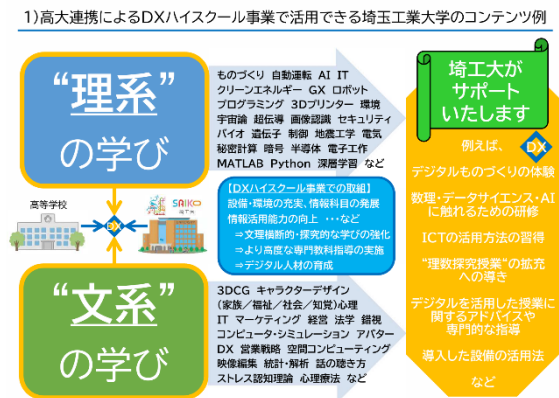 1)高大連携によるDXハイスクール事業で活用できる埼玉工業大学のコンテンツ例
“理系”
の学び
ものづくり 自動運転 AI IT
クリーンエネルギー GX ロボット
プログラミング 3Dプリンター 環境
宇宙論 超伝導 画像認識 セキュリティ
バイオ 遺伝子 制御 地震工学 電気
秘密計算 暗号 半導体 電子工作
MATLAB Python 深層学習 など
高等学校
DX
SAIKO
【DXハイスクール事業での取組】
設備・環境の充実、情報科目の発展
情報活用能力の向上 ・・・など
⇒文理横断的・探究的な学びの強化
⇒より高度な専門教科指導の実施
⇒デジタル人材の育成
“文系”
の学び
3DCG キャラクターデザイン
(家族/福祉/社会/知覚)心理
IT マーケティング 経営 法学 錯視
コンピュータ・シミュレーション アバター
DX 営業戦略 空間コンピューティング
映像編集 統計・解析 話の聴き方
ストレス認知理論 心理療法 など
埼工大が
サポート
いたします
例えば、
DX
デジタルものづくりの体験
数理・データサイエンス・AI
に触れるための研修
ICTの活用方法の習得
“理数探究授業”の拡充
への導き
デジタルを活用した授業に
関するアドバイスや
専門的な指導
導入した設備の活用法
など